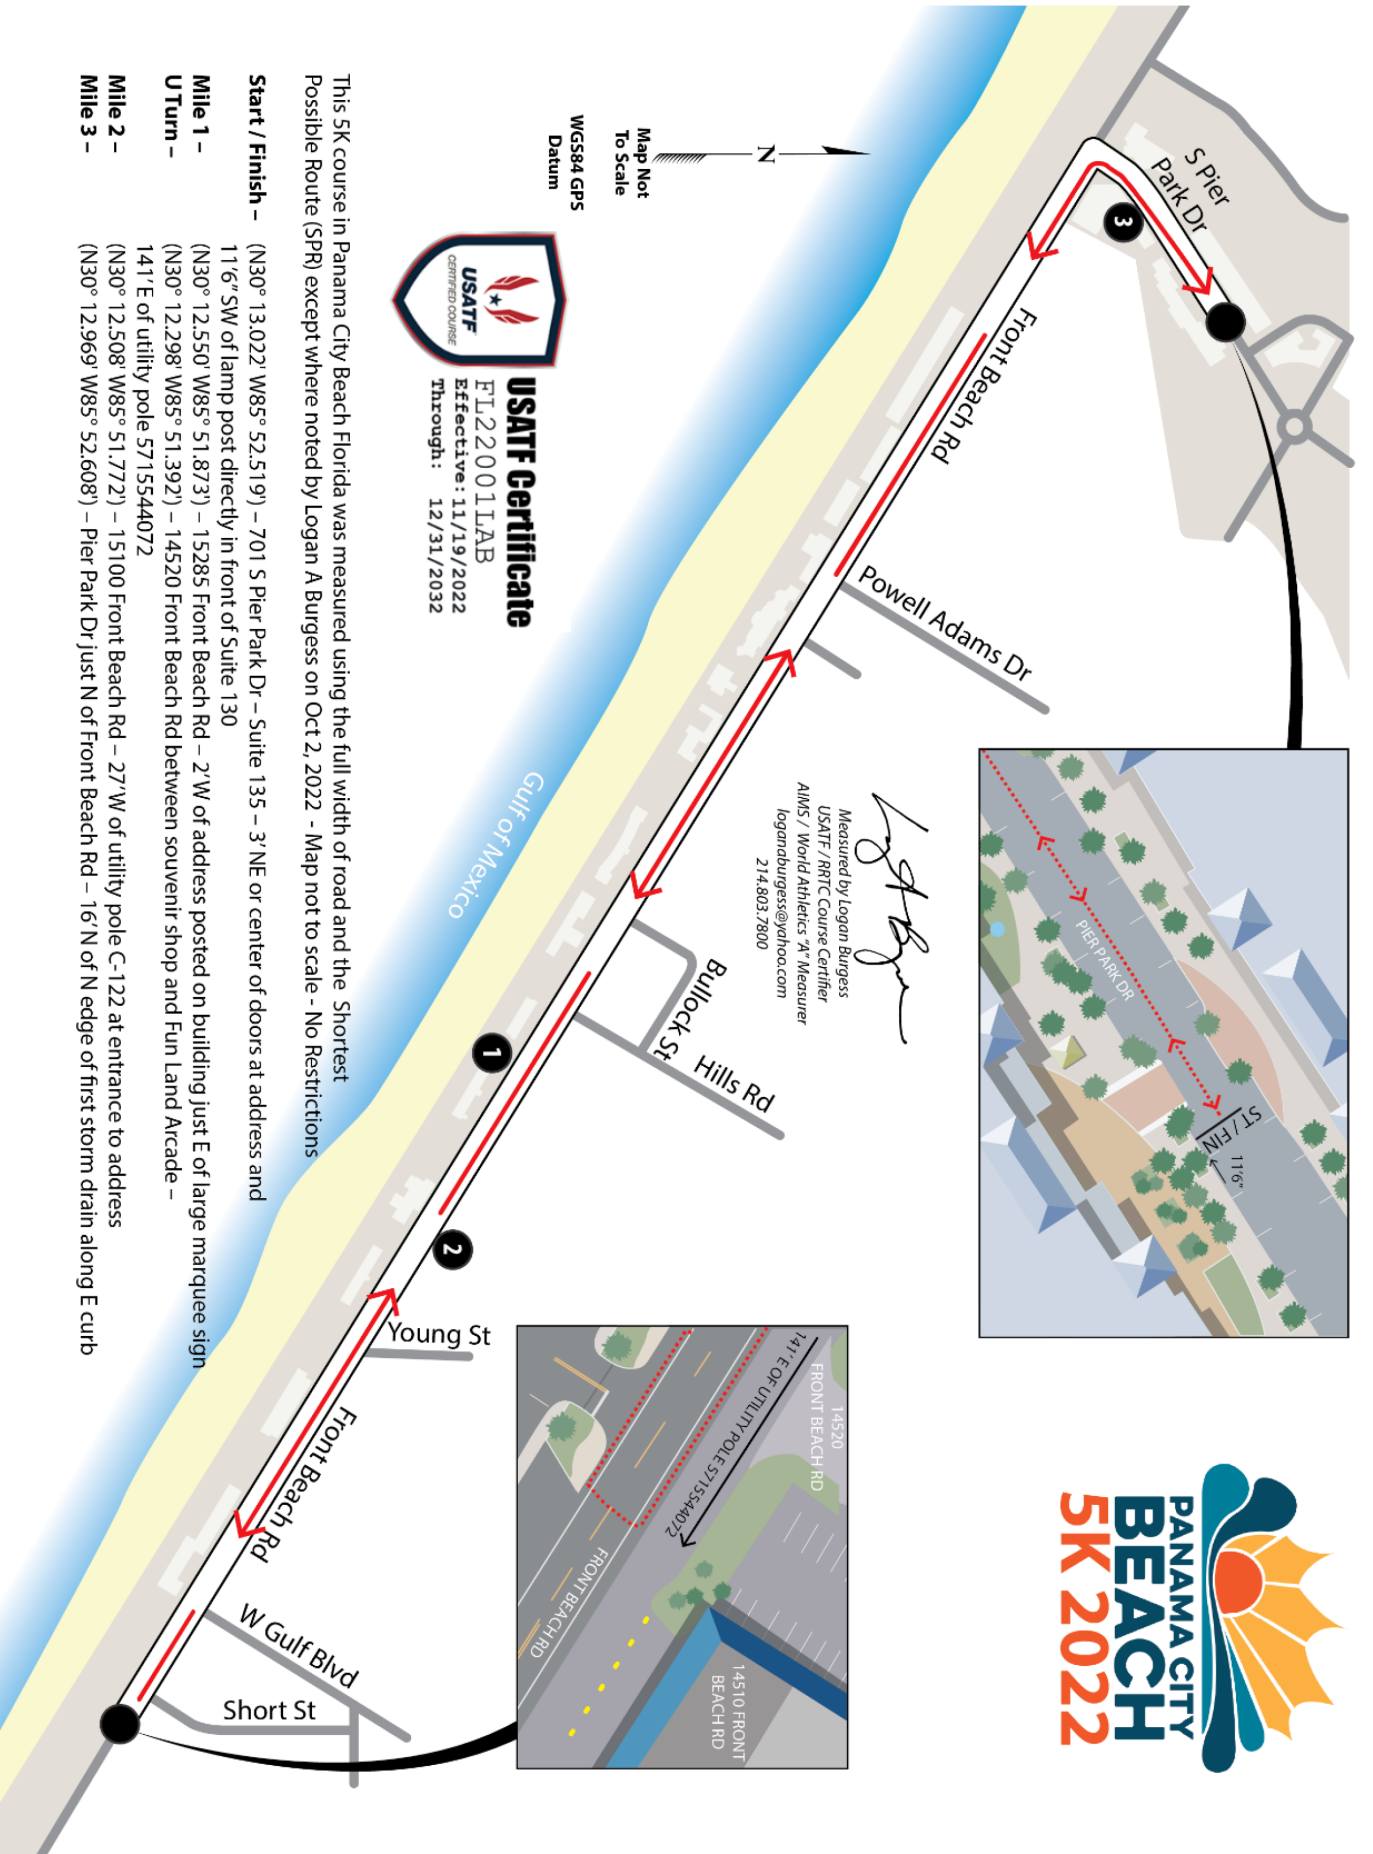 S Pier
Park Dr
3
Front Beach Rd
Powell Adams Dr
Map Not
To Scale
N
WGS84 GPS
Datum
USATF
CERTIFIED COURSE
USATF Certificate
FL22001LAB
Effective: 11/19/2022
Through: 12/31/2032
Measured by Logan Burgess
USATF / RRTC Course Certifier
AIMS / World Athletics "A" Measurer
loganaburgess@yahoo.com
214.803.7800
PIER PARK DR
ST / FIN
11'6"
PANAMA CITY
BEACH
5K 2022
Gulf of Mexico
Bullock St
Hills Rd
1
2
Young St
Front Beach Rd
W Gulf Blvd
Short St
14520
FRONT BEACH RD
141' E OF UTILITY POLE 5715544072
FRONT BEACH RD
14510 FRONT
BEACH RD
This 5K course in Panama City Beach Florida was measured using the full width of road and the Shortest
Possible Route (SPR) except where noted by Logan A Burgess on Oct 2, 2022 - Map not to scale - No Restrictions
Start / Finish – (N30° 13.022' W85° 52.519') – 701 S Pier Park Dr – Suite 135 – 3' NE or center of doors at address and
11'6" SW of lamp post directly in front of Suite 130
Mile 1 – (N30° 12.550' W85° 51.873') – 15285 Front Beach Rd – 2' W of address posted on building just E of large marquee sign
U Turn – (N30° 12.298' W85° 51.392') – 14520 Front Beach Rd between souvenir shop and Fun Land Arcade –
141' E of utility pole 5715544072
Mile 2 – (N30° 12.508' W85° 51.772') – 15100 Front Beach Rd – 27' W of utility pole C-122 at entrance to address
Mile 3 – (N30° 12.969' W85° 52.608') – Pier Park Dr just N of Front Beach Rd – 16' N of N edge of first storm drain along E curb